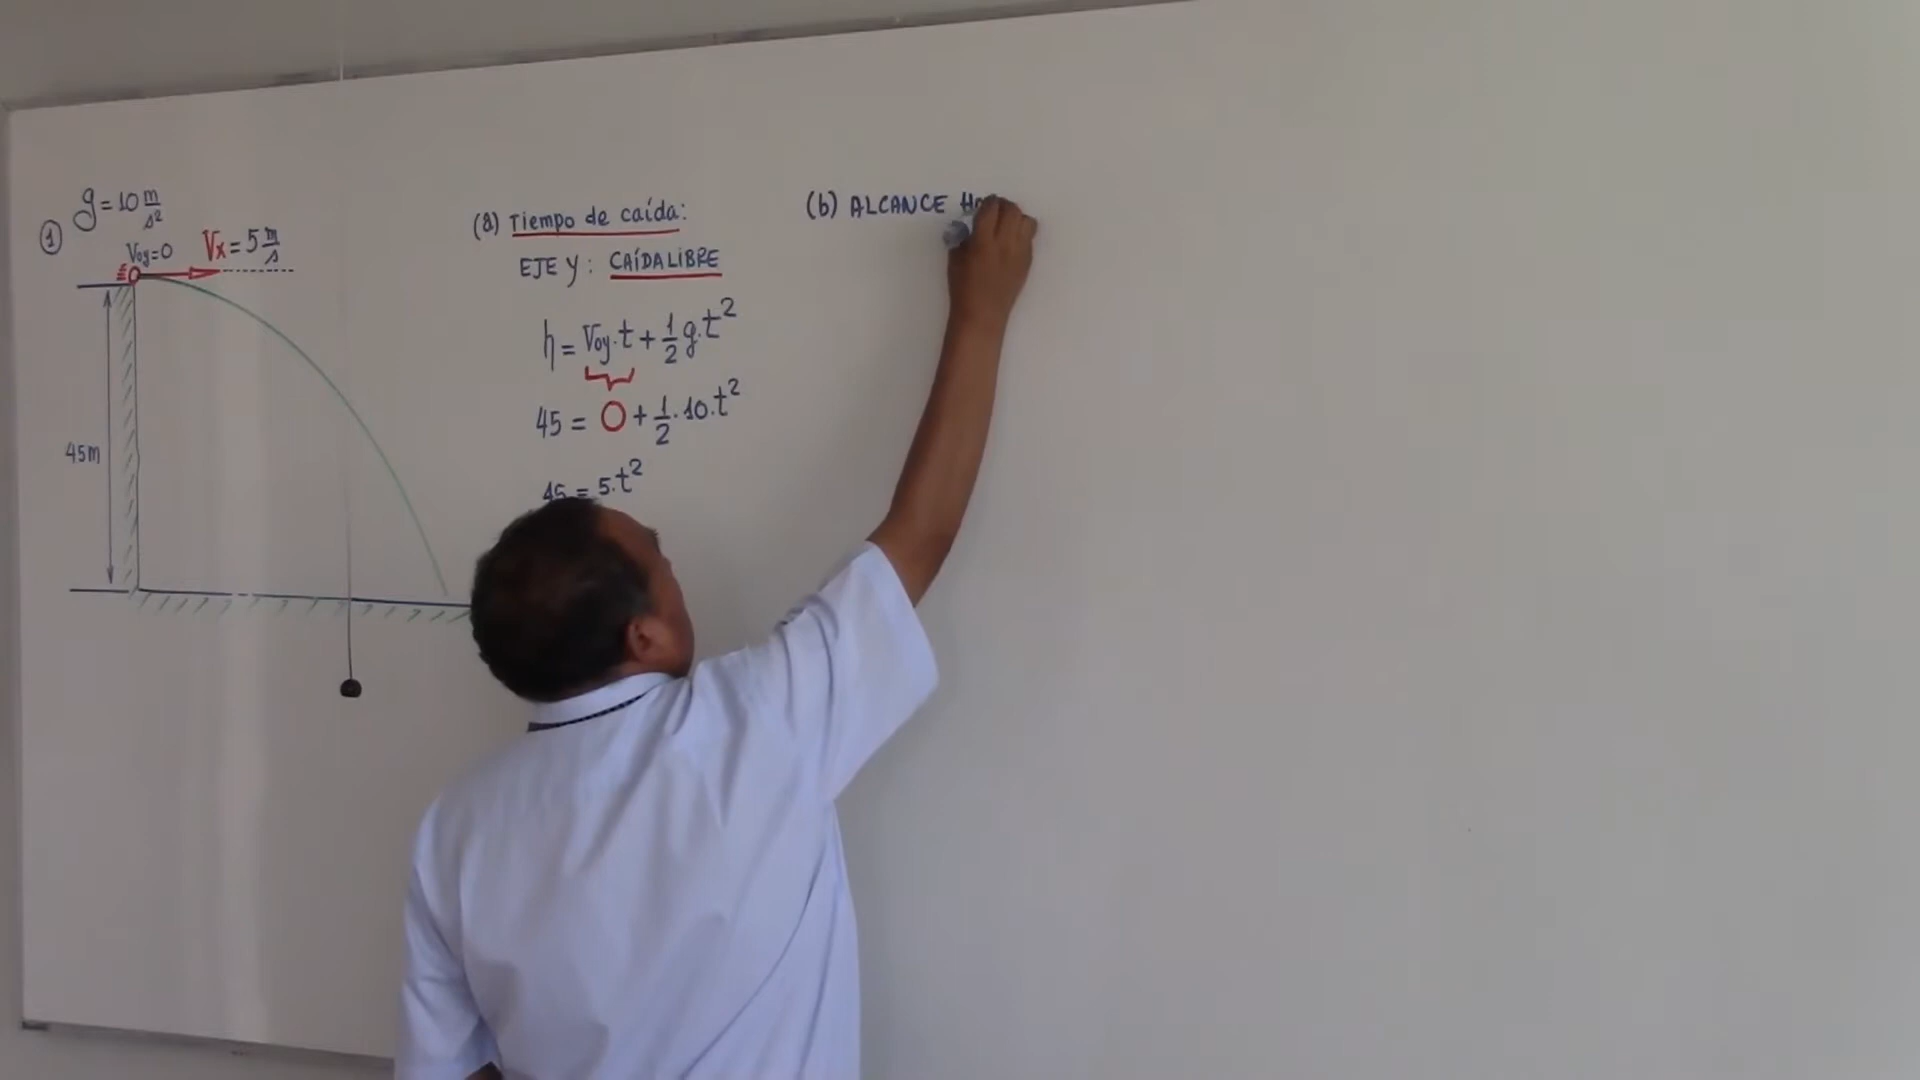 ① g = 10 m/s²
Voy=0 Vx = 5 m/s
45m
(a) Tiempo de caída:
EJE y: CAÍDA LIBRE
h = Voy.t + 1/2 g.t²
45 = 0 + 1/2 . 10.t²
45 = 5.t²
(b) ALCANCE